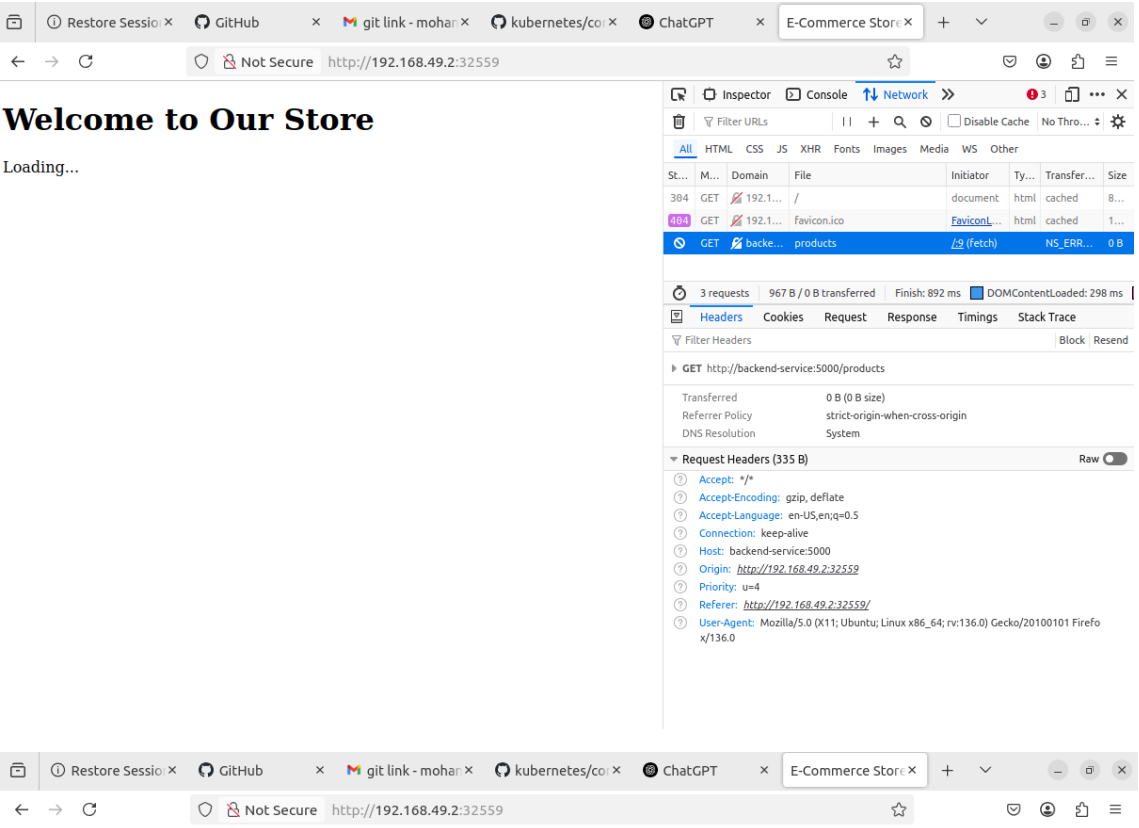 Restore Sessio GitHub git link - mohan kubernetes/cor ChatGPT E-Commerce Store
Not Secure http://192.168.49.2:32559
Welcome to Our Store
Loading...
Inspector Console Network 3
Filter URLs Disable Cache No Thro...
All HTML CSS JS XHR Fonts Images Media WS Other
St... M... Domain File Initiator Ty... Transfer... Size
304 GET 192.1... / document html cached 8...
404 GET 192.1... favicon.ico FaviconL... html cached 1...
GET backe... products /:9 (fetch) NS_ERR... 0 B
3 requests 967 B / 0 B transferred Finish: 892 ms DOMContentLoaded: 298 ms
Headers Cookies Request Response Timings Stack Trace
Filter Headers Block Resend
GET http://backend-service:5000/products
Transferred 0 B (0 B size)
Referrer Policy strict-origin-when-cross-origin
DNS Resolution System
Request Headers (335 B) Raw
Accept: */*
Accept-Encoding: gzip, deflate
Accept-Language: en-US,en;q=0.5
Connection: keep-alive
Host: backend-service:5000
Origin: http://192.168.49.2:32559
Priority: u=4
Referer: http://192.168.49.2:32559/
User-Agent: Mozilla/5.0 (X11; Ubuntu; Linux x86_64; rv:136.0) Gecko/20100101 Firefo
x/136.0
Restore Sessio GitHub git link - mohan kubernetes/cor ChatGPT E-Commerce Store
Not Secure http://192.168.49.2:32559